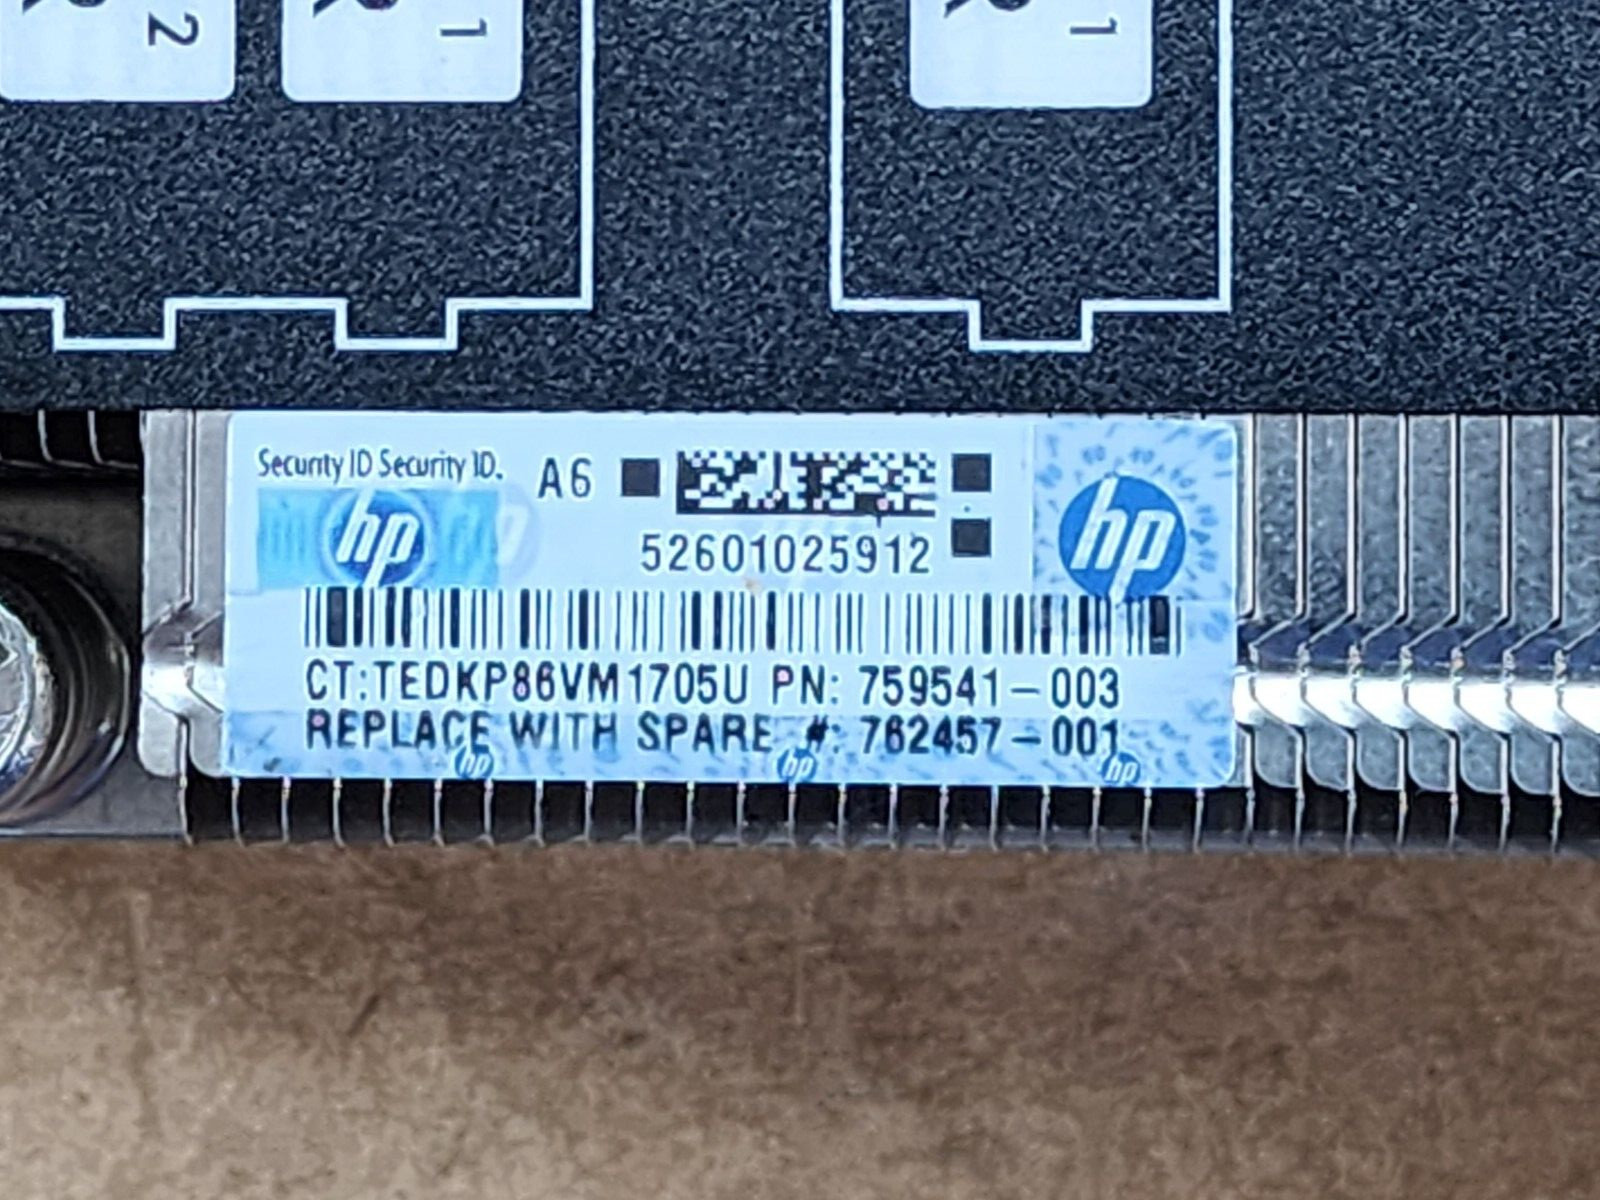 2
1
1
Security ID Security ID.
A6
hp
hp
52601025912
CT:TEDKP86VM1705U PN: 759541-003
REPLACE WITH SPARE #: 762457-001
hp
hp
hp